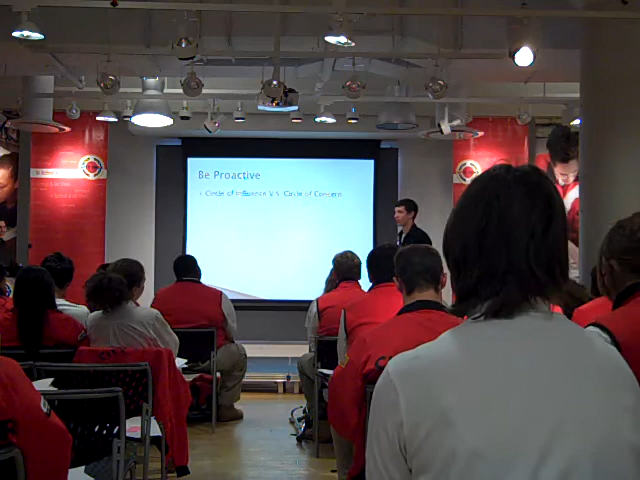 Be Proactive
Circle of Influence V.S. Circle of Concern